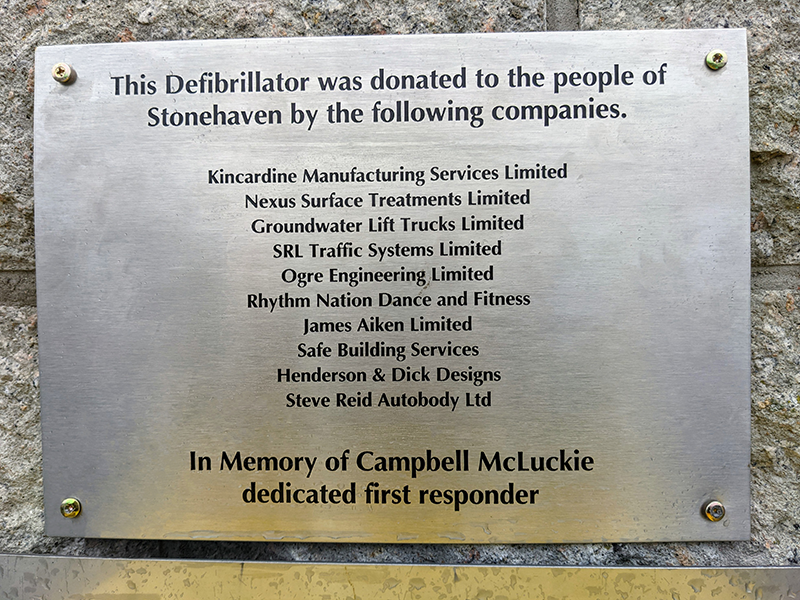 This Defibrillator was donated to the people of
Stonehaven by the following companies.
Kincardine Manufacturing Services Limited
Nexus Surface Treatments Limited
Groundwater Lift Trucks Limited
SRL Traffic Systems Limited
Ogre Engineering Limited
Rhythm Nation Dance and Fitness
James Aiken Limited
Safe Building Services
Henderson & Dick Designs
Steve Reid Autobody Ltd
In Memory of Campbell McLuckie
dedicated first responder